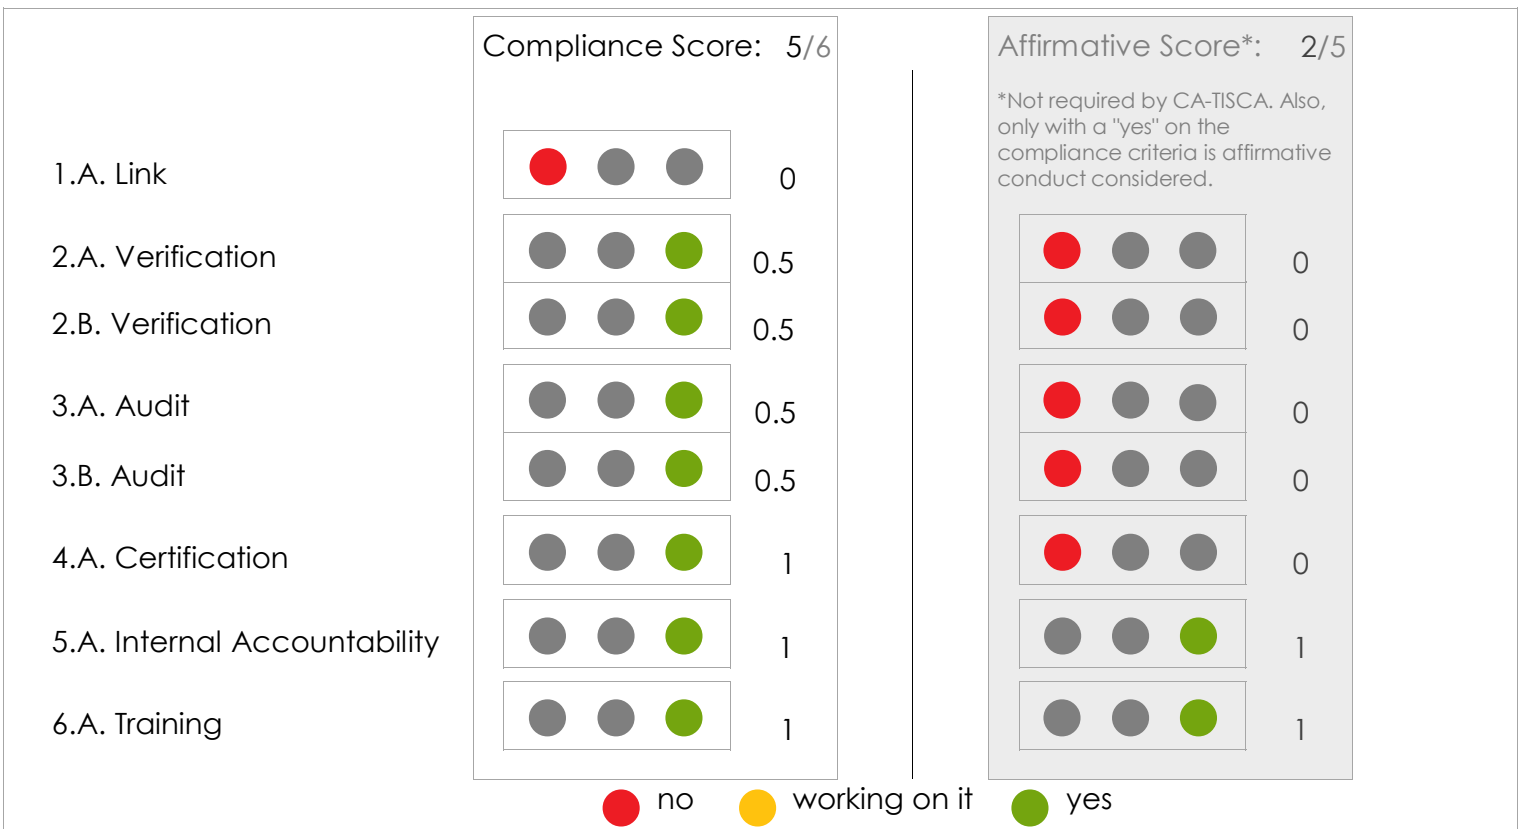 Compliance Score: 5/6
Affirmative Score*: 2/5
*Not required by CA-TISCA. Also,
only with a "yes" on the
compliance criteria is affirmative
conduct considered.
1.A. Link 0
2.A. Verification 0.5 0
2.B. Verification 0.5 0
3.A. Audit 0.5 0
3.B. Audit 0.5 0
4.A. Certification 1 0
5.A. Internal Accountability 1 1
6.A. Training 1 1
no working on it yes